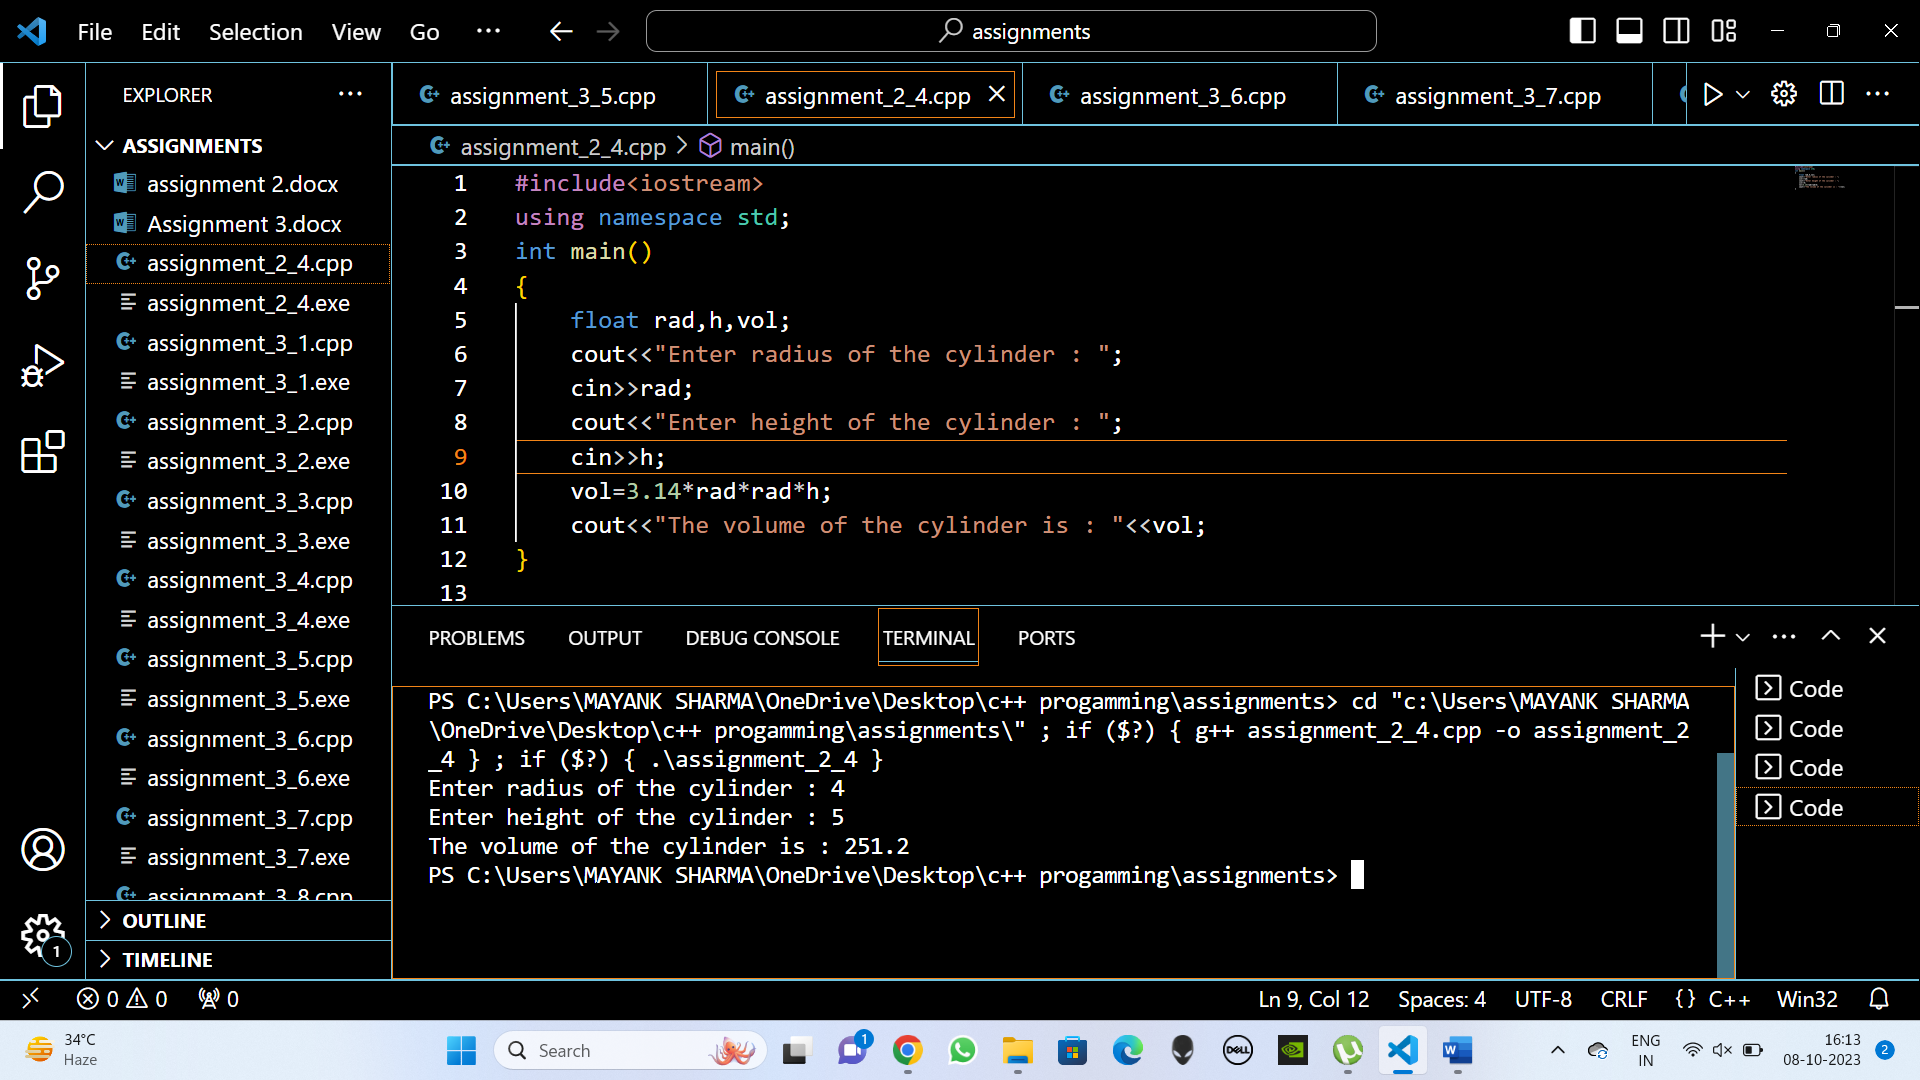 File Edit Selection View Go ···
assignments
EXPLORER ···
ASSIGNMENTS
assignment 2.docx
Assignment 3.docx
assignment_2_4.cpp
assignment_2_4.exe
assignment_3_1.cpp
assignment_3_1.exe
assignment_3_2.cpp
assignment_3_2.exe
assignment_3_3.cpp
assignment_3_3.exe
assignment_3_4.cpp
assignment_3_4.exe
assignment_3_5.cpp
assignment_3_5.exe
assignment_3_6.cpp
assignment_3_6.exe
assignment_3_7.cpp
assignment_3_7.exe
assignment_3_8.cpp
OUTLINE
TIMELINE
1
assignment_3_5.cpp assignment_2_4.cpp assignment_3_6.cpp assignment_3_7.cpp
assignment_2_4.cpp > main()
1 #include<iostream>
2 using namespace std;
3 int main()
4 {
5 float rad,h,vol;
6 cout<<"Enter radius of the cylinder : ";
7 cin>>rad;
8 cout<<"Enter height of the cylinder : ";
9 cin>>h;
10 vol=3.14*rad*rad*h;
11 cout<<"The volume of the cylinder is : "<<vol;
12 }
13
PROBLEMS OUTPUT DEBUG CONSOLE TERMINAL PORTS
PS C:\Users\MAYANK SHARMA\OneDrive\Desktop\c++ progamming\assignments> cd "c:\Users\MAYANK SHARMA
\OneDrive\Desktop\c++ progamming\assignments\" ; if ($?) { g++ assignment_2_4.cpp -o assignment_2
_4 } ; if ($?) { .\assignment_2_4 }
Enter radius of the cylinder : 4
Enter height of the cylinder : 5
The volume of the cylinder is : 251.2
PS C:\Users\MAYANK SHARMA\OneDrive\Desktop\c++ progamming\assignments>
Code
Code
Code
Code
0 0 0
Ln 9, Col 12 Spaces: 4 UTF-8 CRLF {} C++ Win32
34°C
Haze
Search
1
DELL
W
ENG
IN
16:13
08-10-2023
2